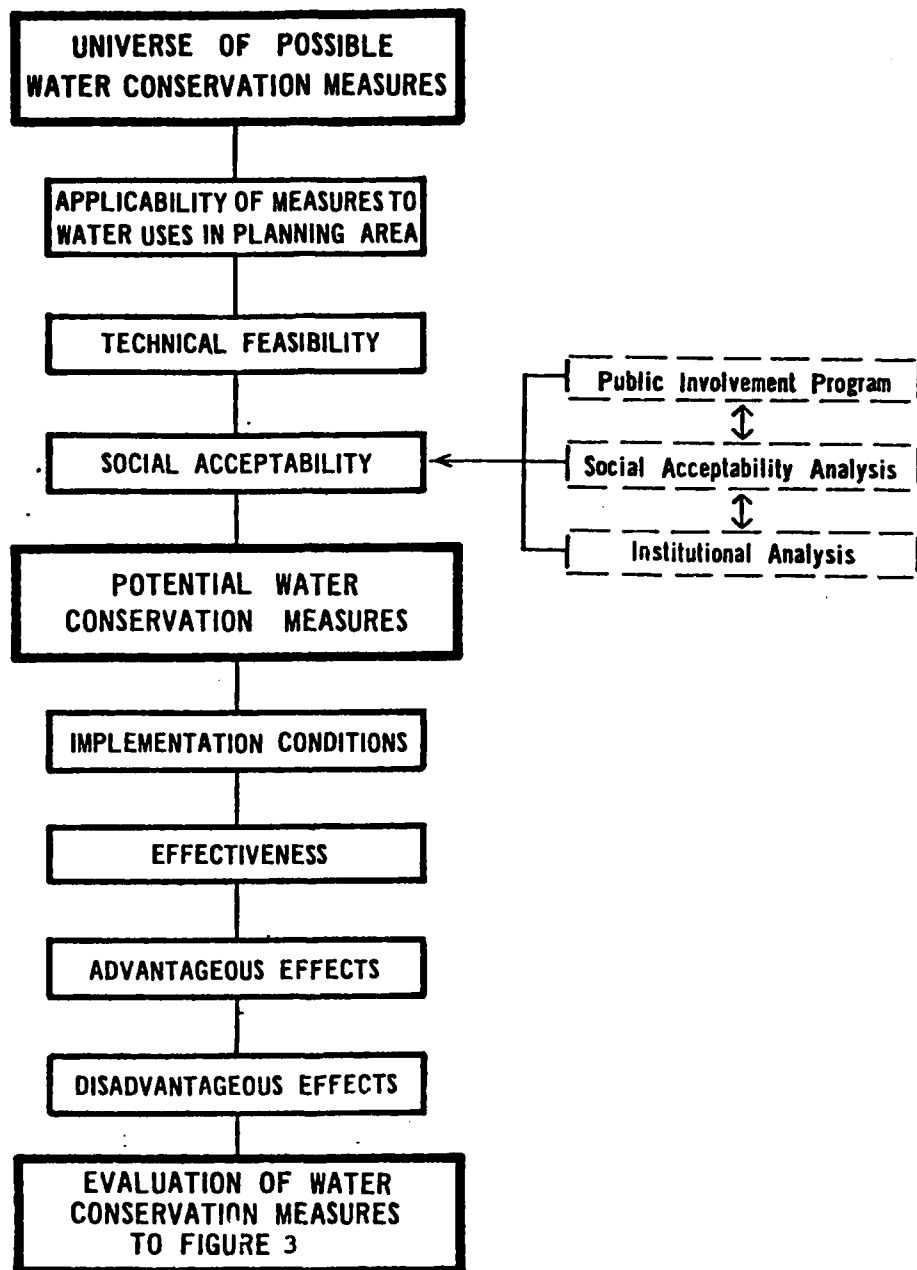 UNIVERSE OF POSSIBLE
WATER CONSERVATION MEASURES
APPLICABILITY OF MEASURES TO
WATER USES IN PLANNING AREA
TECHNICAL FEASIBILITY
SOCIAL ACCEPTABILITY
Public Involvement Program
Social Acceptability Analysis
Institutional Analysis
POTENTIAL WATER
CONSERVATION MEASURES
IMPLEMENTATION CONDITIONS
EFFECTIVENESS
ADVANTAGEOUS EFFECTS
DISADVANTAGEOUS EFFECTS
EVALUATION OF WATER
CONSERVATION MEASURES
TO FIGURE 3